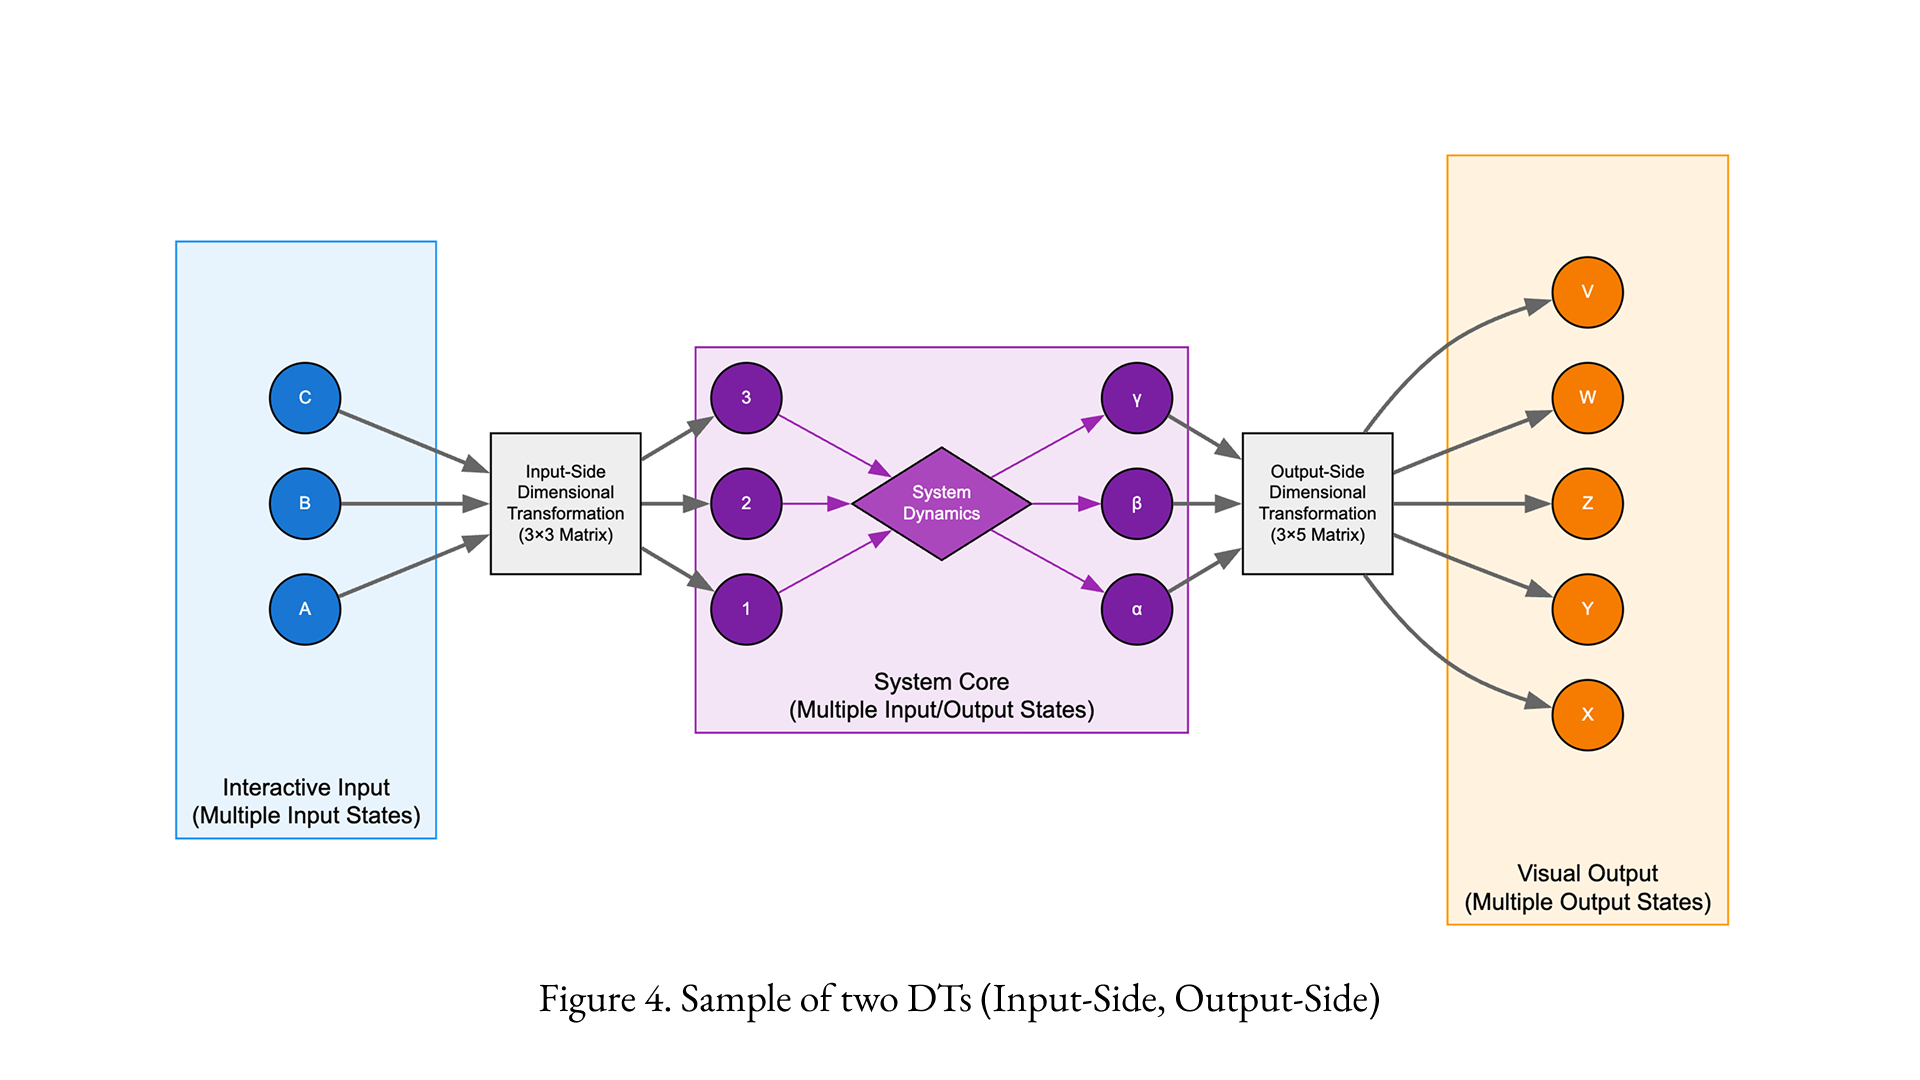 C
B
A
Interactive Input
(Multiple Input States)
Input-Side
Dimensional
Transformation
(3×3 Matrix)
3
2
1
System
Dynamics
γ
β
α
System Core
(Multiple Input/Output States)
Output-Side
Dimensional
Transformation
(3×5 Matrix)
V
W
Z
Y
X
Visual Output
(Multiple Output States)
Figure 4. Sample of two DTs (Input-Side, Output-Side)